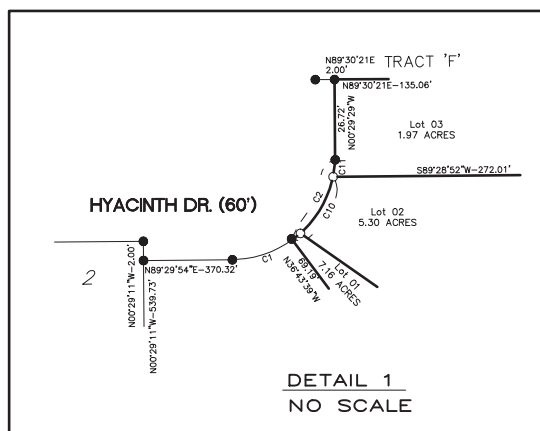 N89°30'21E
2.00'
TRACT 'F'
N89°30'21E-135.06'
26.72'
N00°29'29"W
Lot 03
1.97 ACRES
C11
S89°28'52"W-272.01'
C2
C10
HYACINTH DR. (60')
Lot 02
5.30 ACRES
2
N00°29'11"W-2.00'
N89°29'54"E-370.32'
C1
69.19'
N36°43'39"W
Lot 01
7.16 ACRES
N00°29'11"W-539.73'
DETAIL 1
NO SCALE